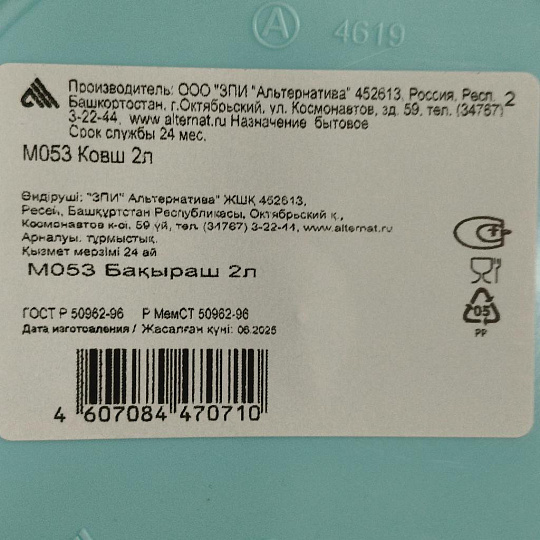 А 4619
Производитель: ООО "ЗПИ "Альтернатива" 452613, Россия, Респ. 2
Башкортостан, г.Октябрьский, ул. Космонавтов, зд. 59, тел. (34767)
3-22-44, www.alternat.ru Назначение бытовое
Срок службы 24 мес.
М053 Ковш 2л
Өндіруші: "ЗПИ" Альтернатива" ЖШҚ 452613,
Ресей, Башқұртстан Республикасы, Октябрьский қ.,
Космонавтов к-сі, 59 үй, тел. (31767) 3-22-44, www.alternat.ru
Арналуы: тұрмыстық.
Қызмет мерзімі 24 ай
М053 Бақыраш 2л
ГОСТ Р 50962-96 Р МемСТ 50962-96
Дата изготовления / Жасалған күні: 06.2025
05
PP
4 607084 470710